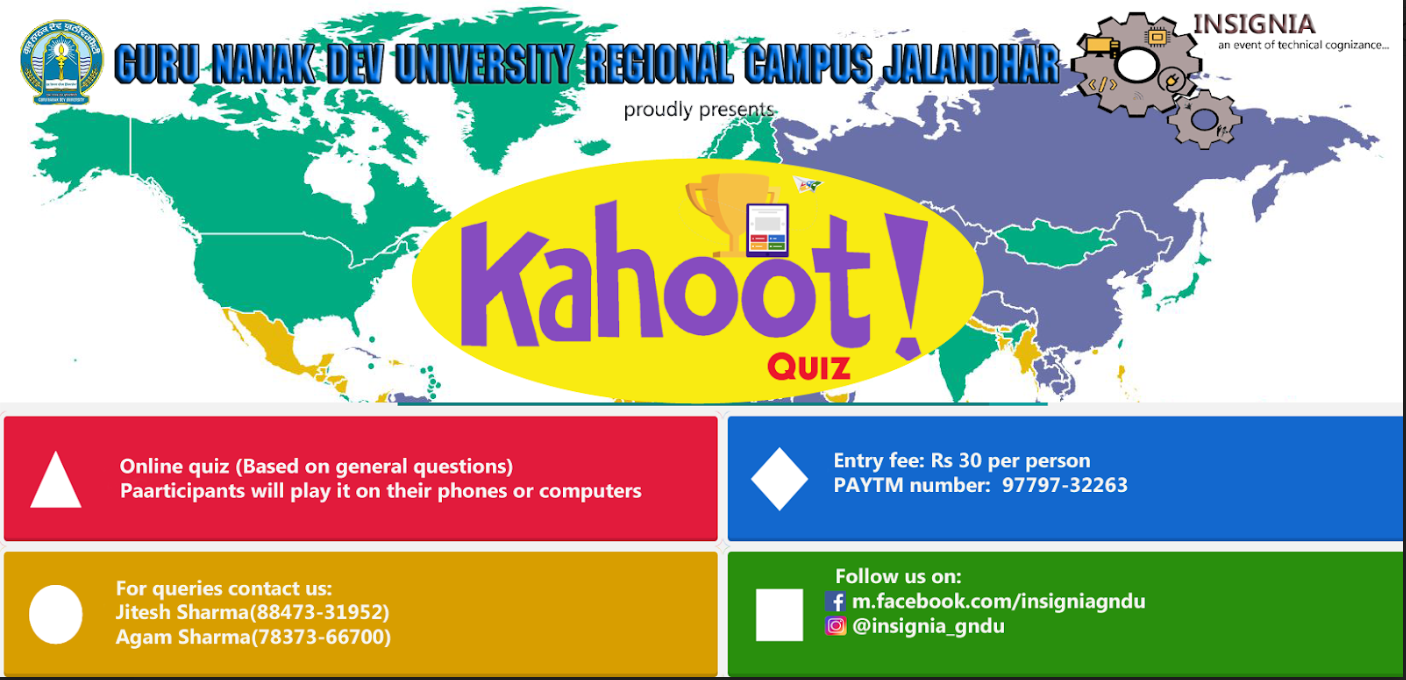 GURU NANAK DEV UNIVERSITY REGIONAL CAMPUS JALANDHAR
INSIGNIA
an event of technical cognizance...
proudly presents
Kahoot!
QUIZ
Online quiz (Based on general questions)
Paarticipants will play it on their phones or computers
Entry fee: Rs 30 per person
PAYTM number: 97797-32263
For queries contact us:
Jitesh Sharma(88473-31952)
Agam Sharma(78373-66700)
Follow us on:
m.facebook.com/insigniagndu
@insignia_gndu